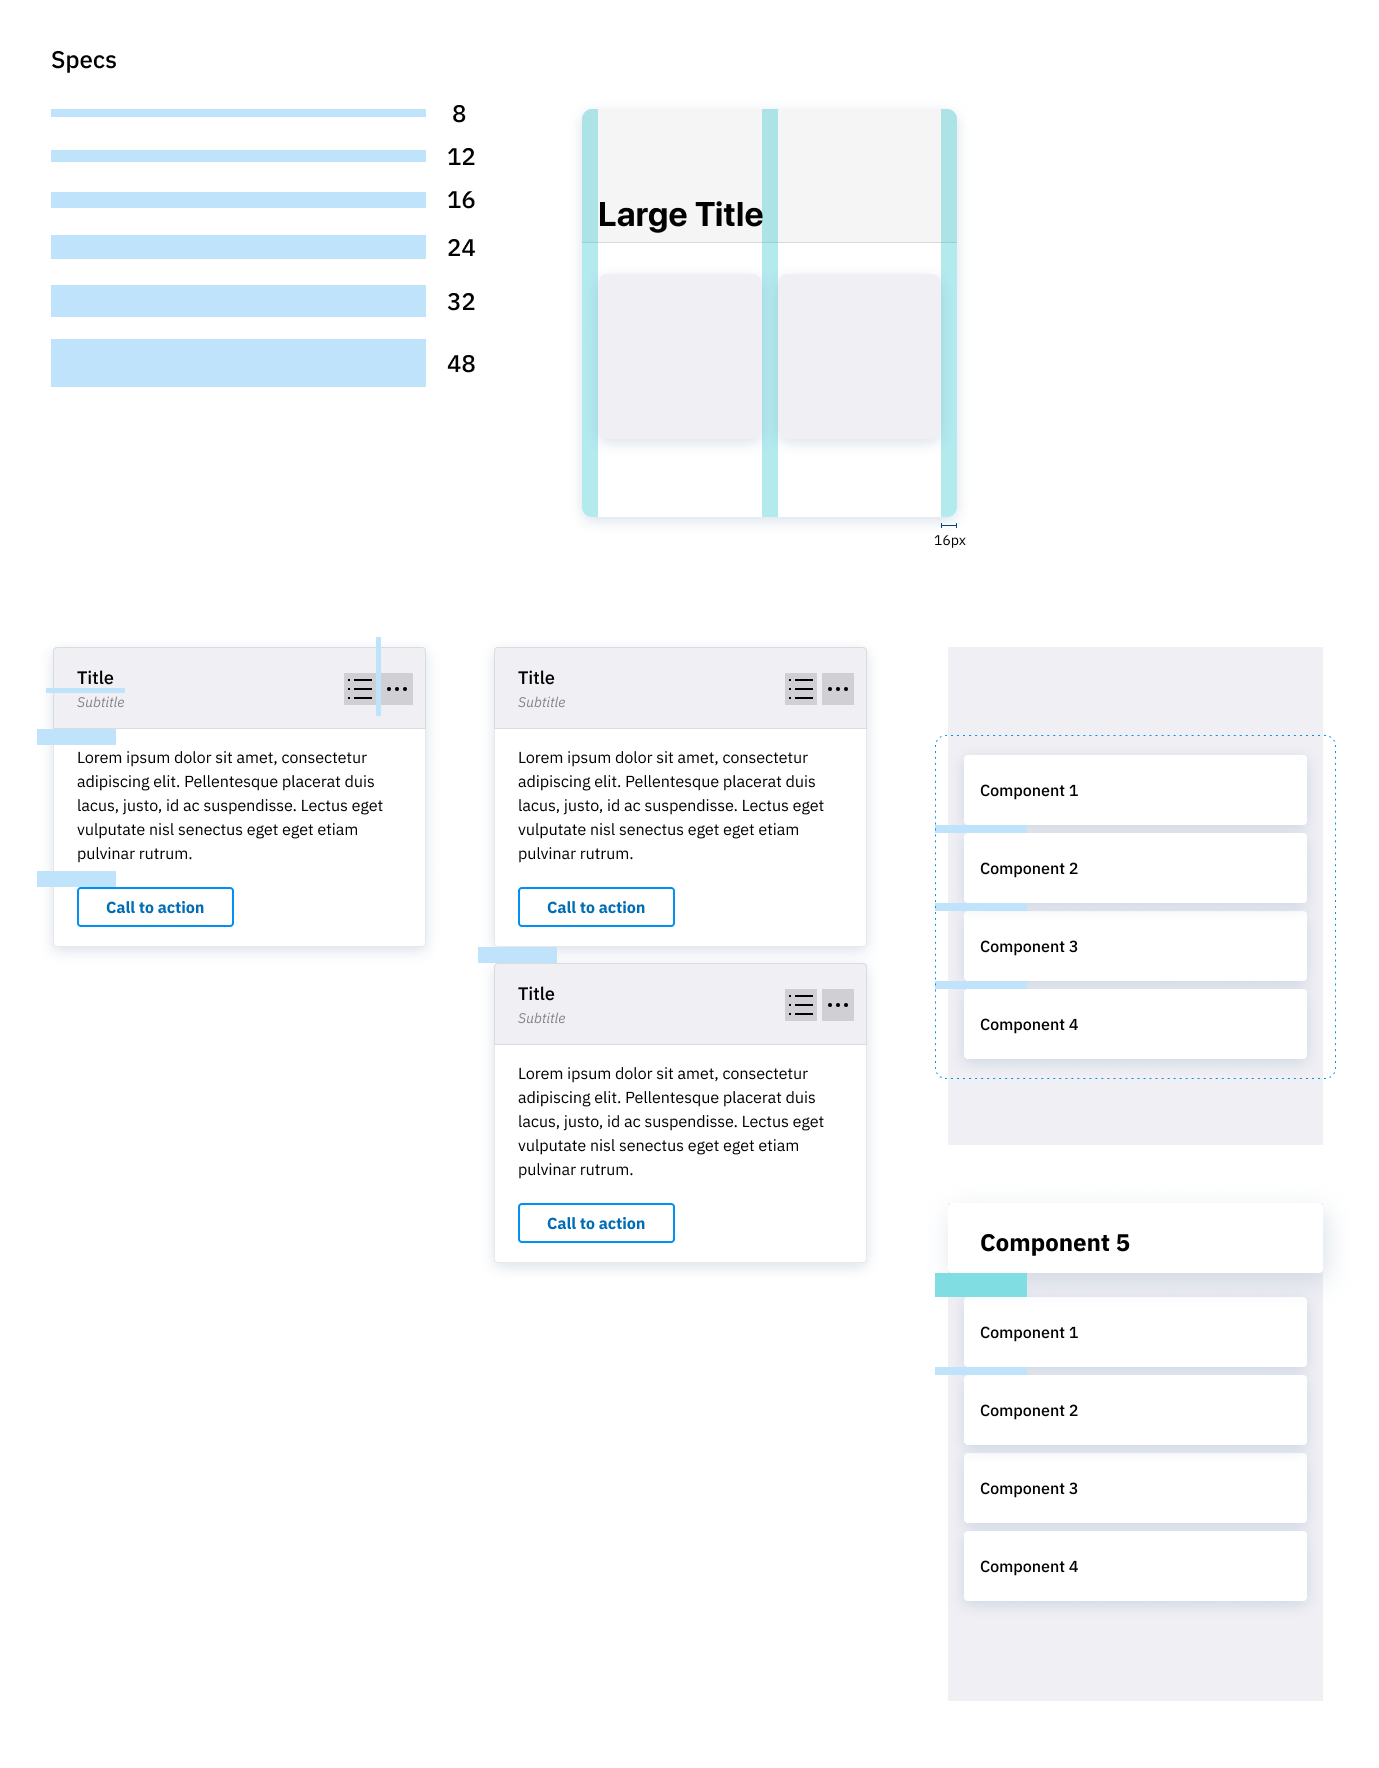 Specs
8
12
16
24
32
48
Large Title
16px
Title
Subtitle
Lorem ipsum dolor sit amet, consectetur
adipiscing elit. Pellentesque placerat duis
lacus, justo, id ac suspendisse. Lectus eget
vulputate nisl senectus eget eget etiam
pulvinar rutrum.
Call to action
Title
Subtitle
Lorem ipsum dolor sit amet, consectetur
adipiscing elit. Pellentesque placerat duis
lacus, justo, id ac suspendisse. Lectus eget
vulputate nisl senectus eget eget etiam
pulvinar rutrum.
Call to action
Title
Subtitle
Lorem ipsum dolor sit amet, consectetur
adipiscing elit. Pellentesque placerat duis
lacus, justo, id ac suspendisse. Lectus eget
vulputate nisl senectus eget eget etiam
pulvinar rutrum.
Call to action
Component 1
Component 2
Component 3
Component 4
Component 5
Component 1
Component 2
Component 3
Component 4